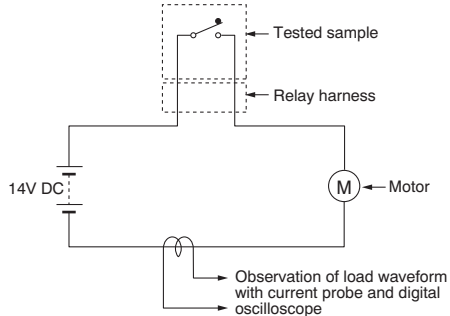 Tested sample
Relay harness
14V DC
M
Motor
Observation of load waveform
with current probe and digital
oscilloscope